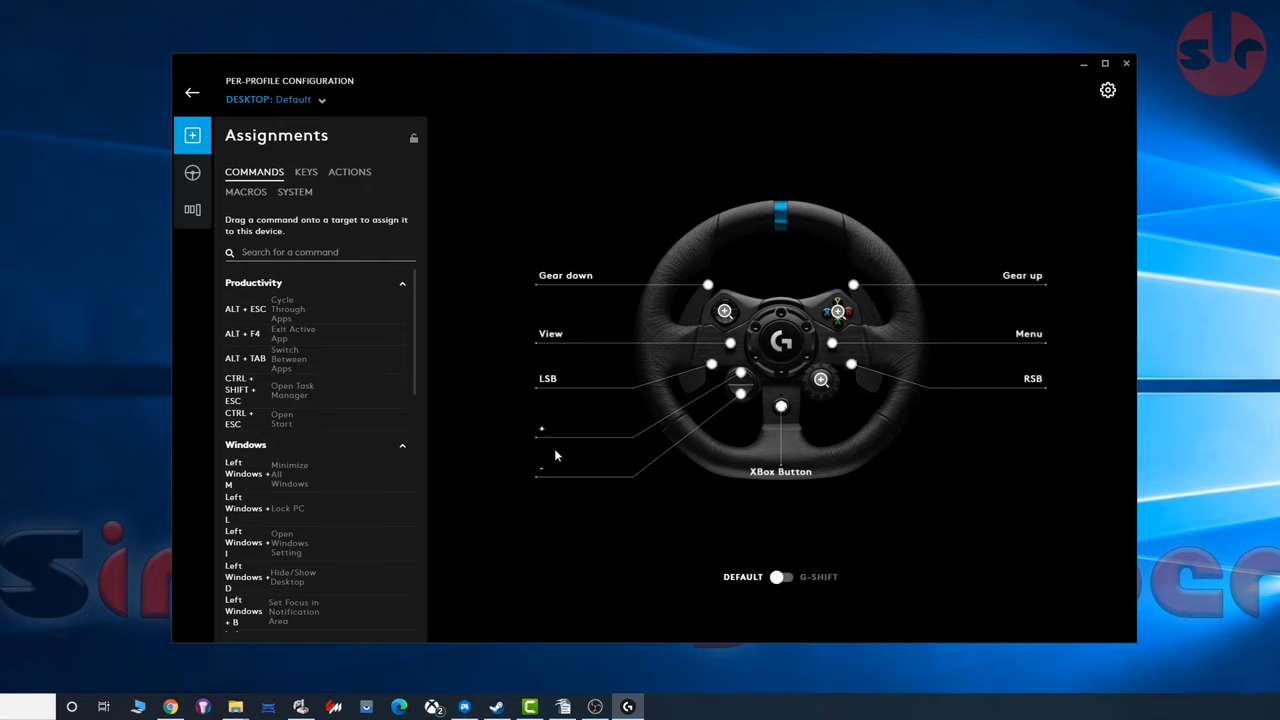 SUR
PER-PROFILE CONFIGURATION
DESKTOP: Default
Assignments
COMMANDS KEYS ACTIONS
MACROS SYSTEM
Drag a command onto a target to assign it
to this device.
Search for a command
Productivity
ALT + ESC
Cycle
Through
Apps
ALT + F4
Exit Active
App
ALT + TAB
Switch
Between
Apps
CTRL +
SHIFT +
ESC
Open Task
Manager
CTRL +
ESC
Open
Start
Windows
Left
Windows +
M
Minimize
All
Windows
Left
Windows +
L
Lock PC
Left
Windows +
I
Open
Windows
Setting
Left
Windows +
D
Hide/Show
Desktop
Left
Windows
+ B
Set Focus in
Notification
Area
Gear down
Gear up
View
Menu
LSB
RSB
+
-
XBox Button
Y
X
B
A
DEFAULT
G-SHIFT
2